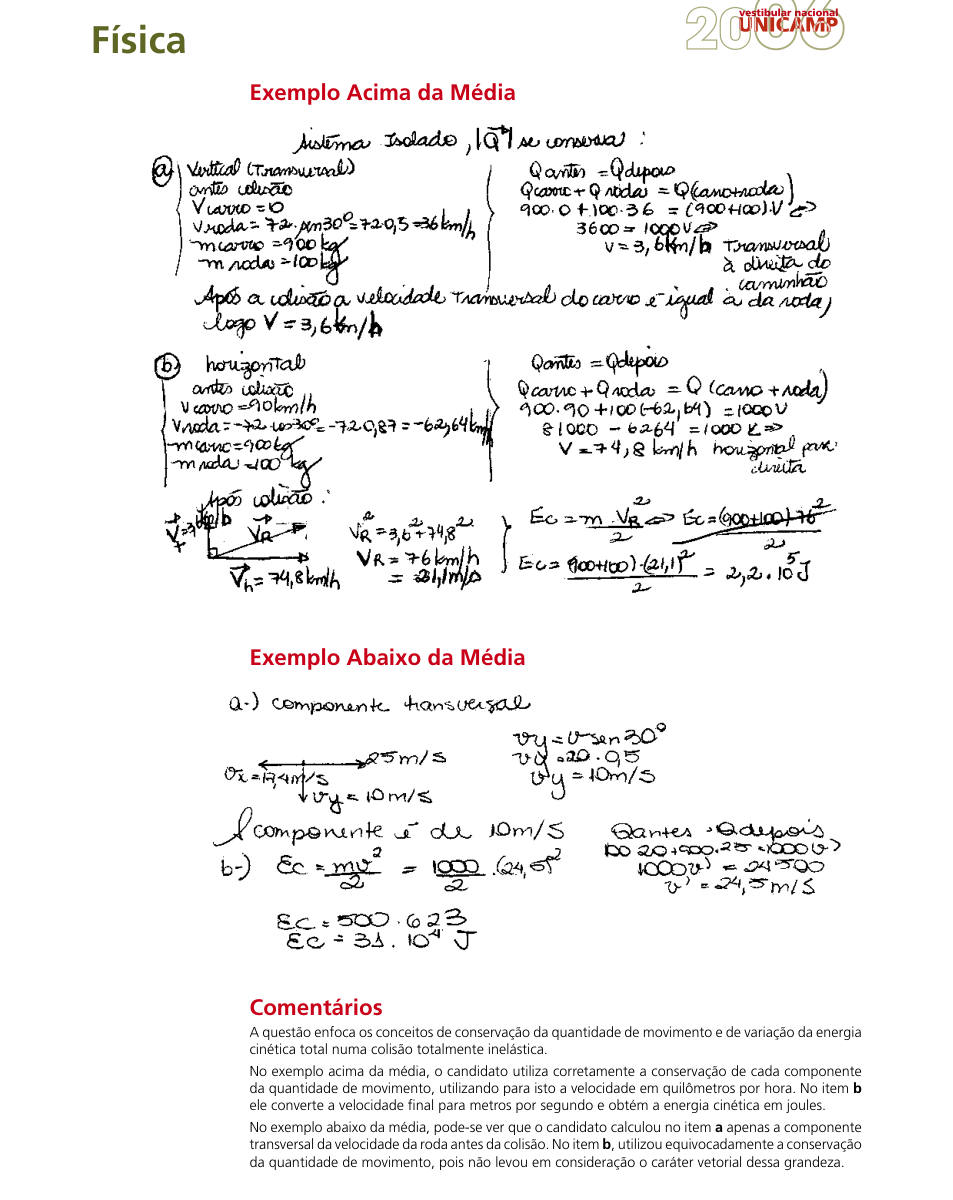 Física
vestibular nacional
UNICAMP
2006
Exemplo Acima da Média
Sistema Isolado, |Q⃗| se conserva:
a) Vertical (Transversal)
antes colisão
Vcarro = 0
Vroda = 72 . sen30° = 72 0,5 = 36 km/h
mcarro = 900 kg
m roda = 100 kg
Qantes = Qdepois
Qcarro + Q roda = Q(carro+roda)
900.0 + 100.36 = (900+100).V ⇔
3600 = 1000V ⇔
V = 3,6 km/h Transversal
à direita do
caminhão
Após a colisão a velocidade Transversal do carro é igual à da roda,
logo V = 3,6 km/h
b) horizontal
antes colisão
Vcarro = 90 km/h
Vroda = -72 cos30° = -72 0,87 = -62,64 km/h
mcarro = 900 kg
m roda = 100 kg
Qantes = Qdepois
Qcarro + Qroda = Q (carro + roda)
900.90 + 100(-62,64) = 1000V
81000 - 6264 = 1000 V ⇒
V = 74,8 km/h horizontal para
direita
Após colisão:
VR
Vh = 74,8 km/h
VR² = 3,6² + 74,8²
VR = 76 km/h
= 21,1 m/s
Ec = m . VR²/2 ⇔ Ec = (900+100).76²/2
Ec = (900+100).(21,1)²/2 = 2,2 . 10⁵ J
Exemplo Abaixo da Média
a-) componente transversal
25 m/s
vx = 17,4 m/s
vy = 10 m/s
vy = v sen 30°
vy = 20 . 0,5
vy = 10 m/s
A componente é de 10 m/s
Qantes = Qdepois
100 20 + 900.25 = 1000 v'
1000 v' = 24500
v' = 24,5 m/s
b-) Ec = mv²/2 = 1000/2 . (24,5)²
Ec = 500 . 623
Ec = 31 . 10⁴ J
Comentários
A questão enfoca os conceitos de conservação da quantidade de movimento e de variação da energia
cinética total numa colisão totalmente inelástica.
No exemplo acima da média, o candidato utiliza corretamente a conservação de cada componente
da quantidade de movimento, utilizando para isto a velocidade em quilômetros por hora. No item b
ele converte a velocidade final para metros por segundo e obtém a energia cinética em joules.
No exemplo abaixo da média, pode-se ver que o candidato calculou no item a apenas a componente
transversal da velocidade da roda antes da colisão. No item b, utilizou equivocadamente a conservação
da quantidade de movimento, pois não levou em consideração o caráter vetorial dessa grandeza.